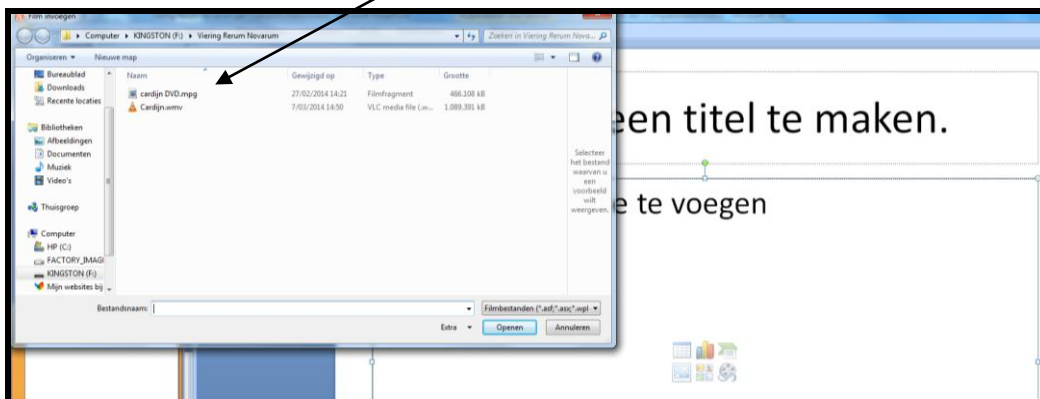 Film invoegen
Computer ▸ KINGSTON (F:) ▸ Viering Rerum Novarum
Zoeken in Viering Rerum Nova...
Organiseren Nieuwe map
Bureaublad
Downloads
Recente locaties
Bibliotheken
Afbeeldingen
Documenten
Muziek
Video's
Thuisgroep
Computer
HP (C:)
FACTORY_IMAG
KINGSTON (F:)
Mijn websites bij
Naam Gewijzigd op Type Grootte
cardijn DVD.mpg 27/02/2014 14:21 Filmfragment 466.108 kB
Cardijn.wmv 7/03/2014 14:50 VLC media file (.w... 1.089.391 kB
Selecteer
het bestand
waarvan u
een
voorbeeld
wilt
weergeven.
Bestandsnaam: Filmbestanden (*.asf;*.asx;*.wpl
Extra Openen Annuleren
een titel te maken.
e te voegen